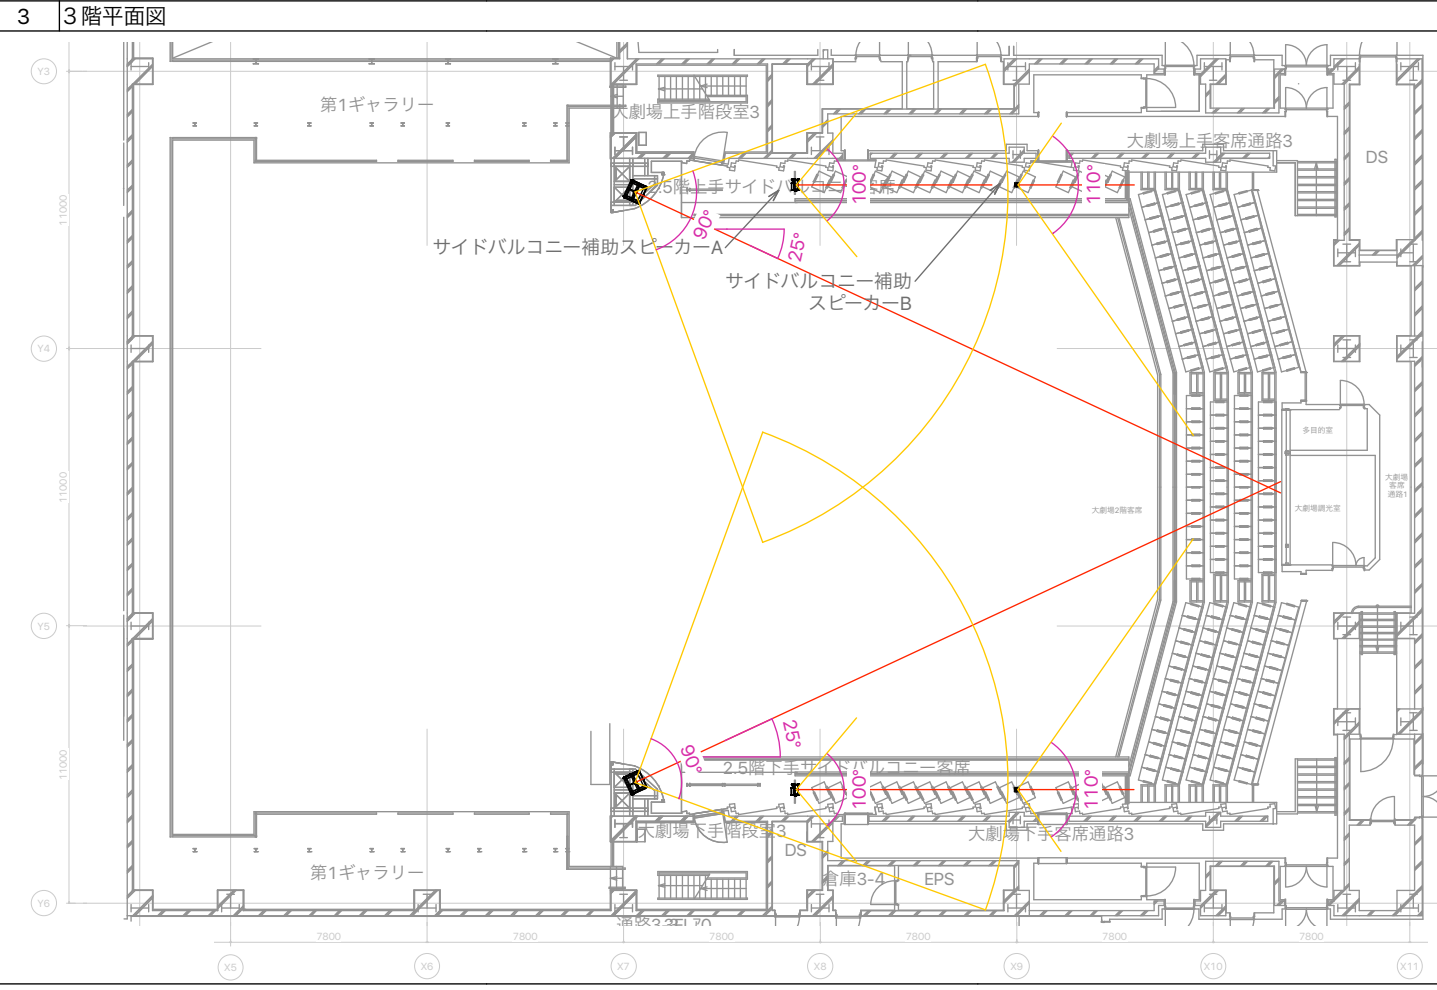 3 ３階平面図
Y3
第1ギャラリー
大劇場上手階段室3
大劇場上手客席通路3
DS
2.5階上手サイドバルコニー客席
100°
110°
11000
90°
25°
サイドバルコニー補助スピーカーA
サイドバルコニー補助
スピーカーB
Y4
多目的室
11000
大劇場
客席
通路1
大劇場2階客席
大劇場調光室
Y5
25°
90°
2.5階下手サイドバルコニー客席
11000
100°
110°
大劇場下手階段室3
大劇場下手客席通路3
DS
第1ギャラリー
倉庫3-4
EPS
Y6
7800
7800
7800
7800
7800
7800
X5
X6
X7
X8
X9
X10
X11